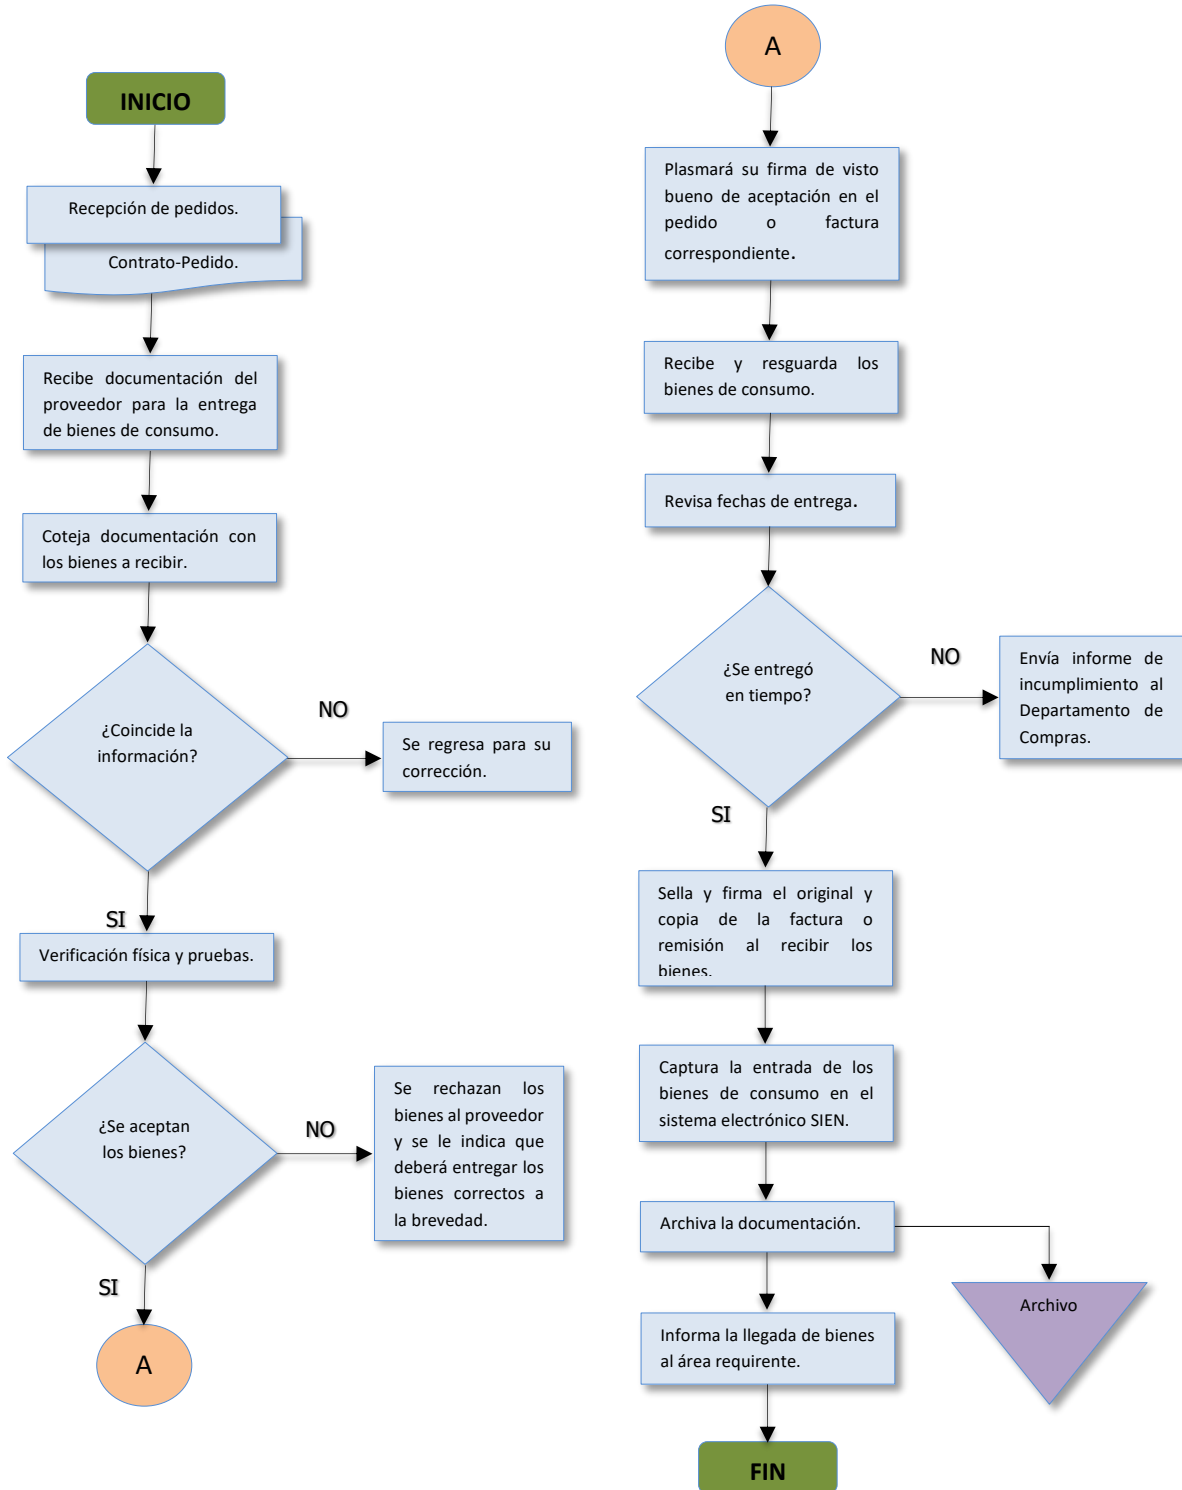 INICIO
Recepción de pedidos.
Contrato-Pedido.
Recibe documentación del
proveedor para la entrega
de bienes de consumo.
Coteja documentación con
los bienes a recibir.
¿Coincide la
información?
NO
Se regresa para su
corrección.
SI
Verificación física y pruebas.
¿Se aceptan
los bienes?
NO
Se rechazan los
bienes al proveedor
y se le indica que
deberá entregar los
bienes correctos a
la brevedad.
SI
A
A
Plasmará su firma de visto
bueno de aceptación en el
pedido o factura
correspondiente.
Recibe y resguarda los
bienes de consumo.
Revisa fechas de entrega.
¿Se entregó
en tiempo?
NO
Envía informe de
incumplimiento al
Departamento de
Compras.
SI
Sella y firma el original y
copia de la factura o
remisión al recibir los
bienes.
Captura la entrada de los
bienes de consumo en el
sistema electrónico SIEN.
Archiva la documentación.
Archivo
Informa la llegada de bienes
al área requirente.
FIN